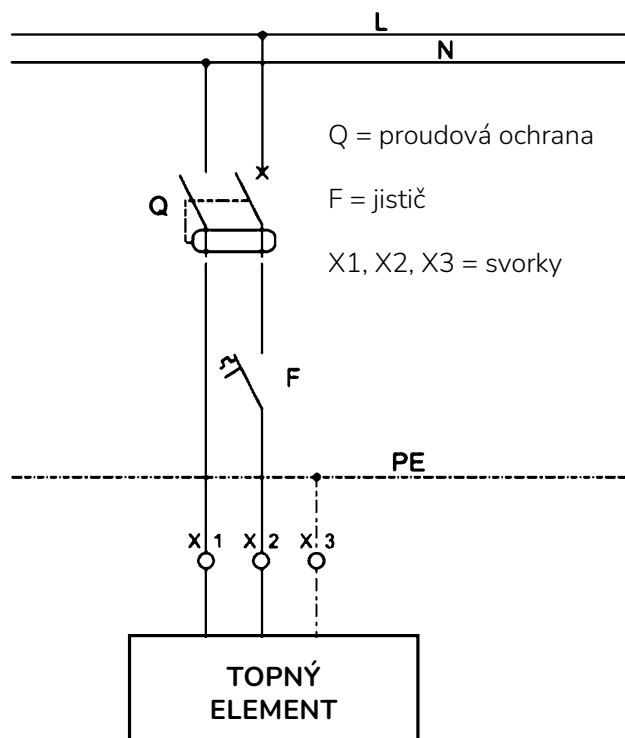 L
N
Q = proudová ochrana
Q
F = jistič
X1, X2, X3 = svorky
F
PE
X 1 X 2 X 3
TOPNÝ
ELEMENT